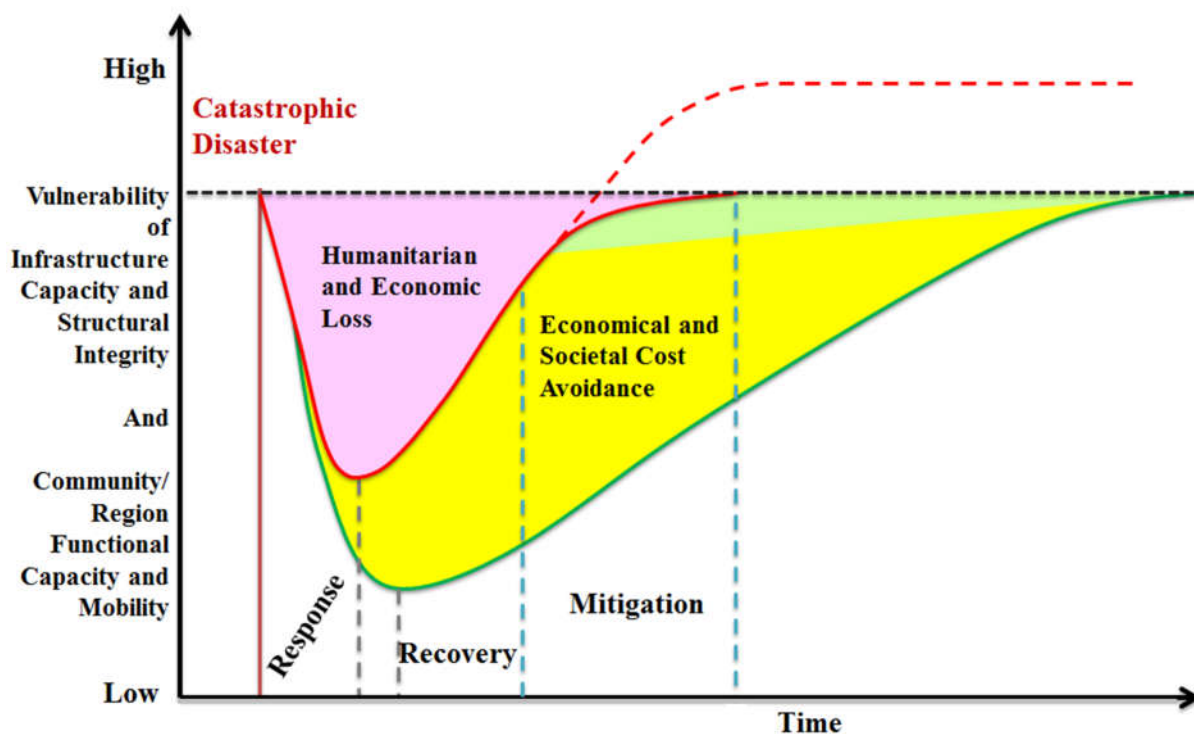 High
Catastrophic
Disaster
Vulnerability
of
Infrastructure
Capacity and
Structural
Integrity
And
Community/
Region
Functional
Capacity and
Mobility
Low
Humanitarian
and Economic
Loss
Economical and
Societal Cost
Avoidance
Response
Recovery
Mitigation
Time